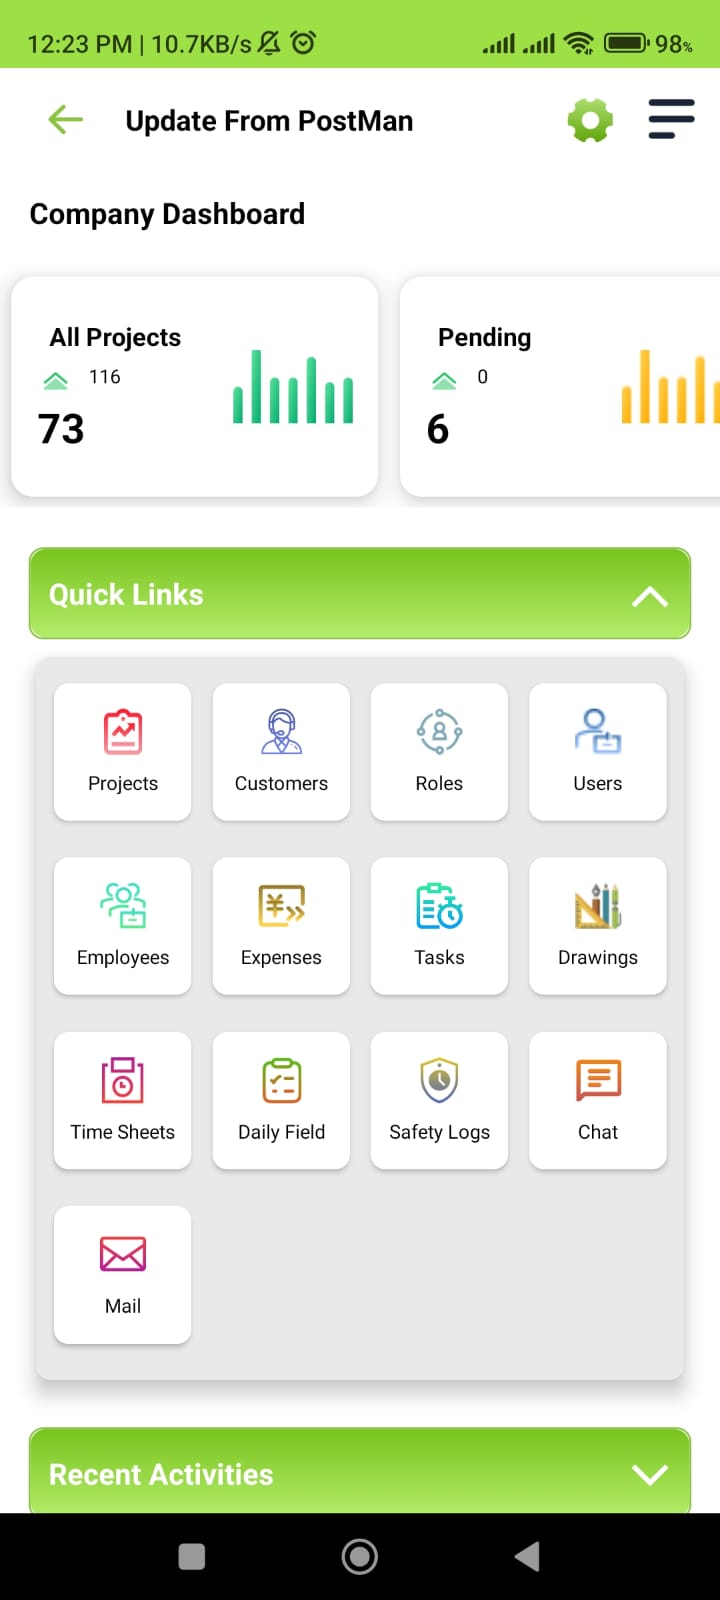 12:23 PM | 10.7KB/s 98%
Update From PostMan
Company Dashboard
All Projects Pending
116 0
73 6
Quick Links
Projects Customers Roles Users
Employees Expenses Tasks Drawings
Time Sheets Daily Field Safety Logs Chat
Mail
Recent Activities